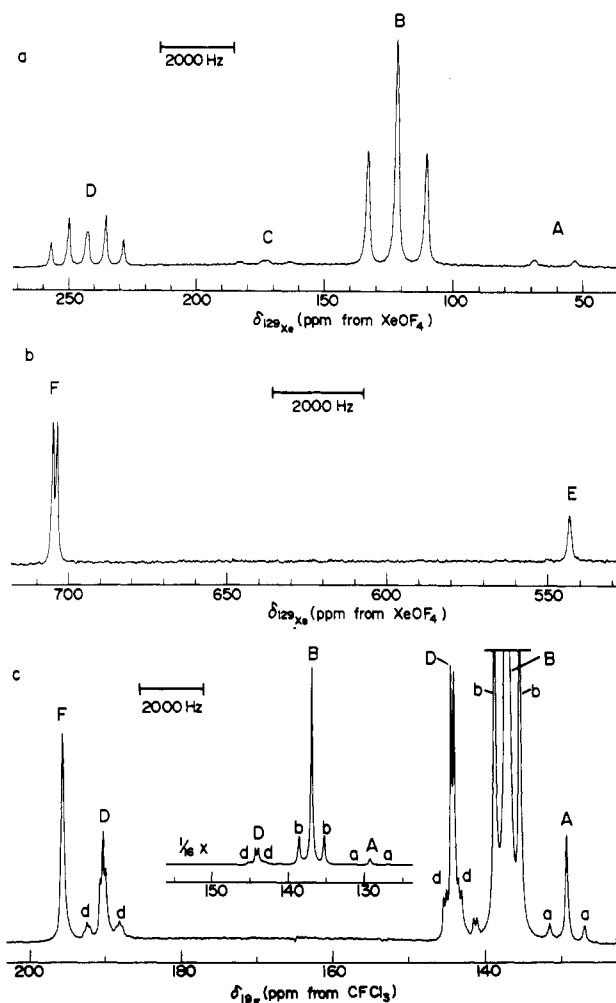 a
2000 Hz
B
D
C
A
250 200 150 100 50
δ129Xe (ppm from XeOF4)
b
F
2000 Hz
E
700 650 600 550
δ129Xe (ppm from XeOF4)
c
2000 Hz
F
D
d d
1/16 X
B
b b
d D d
a A a
150 140 130
D
d d
b B b
A
a a
200 180 160 140
δ19F (ppm from CFCl3)